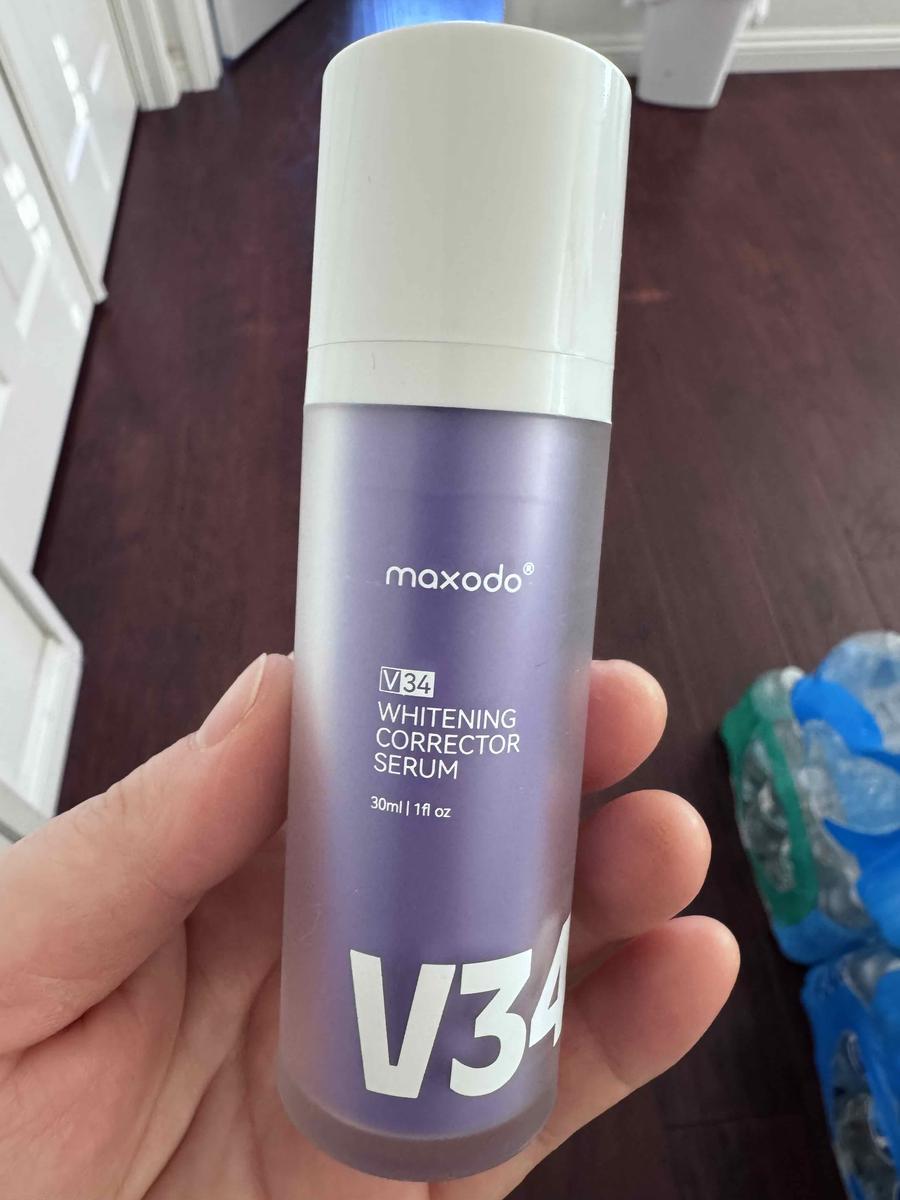 maxodo®
V34
WHITENING
CORRECTOR
SERUM
30ml | 1fl oz
V34